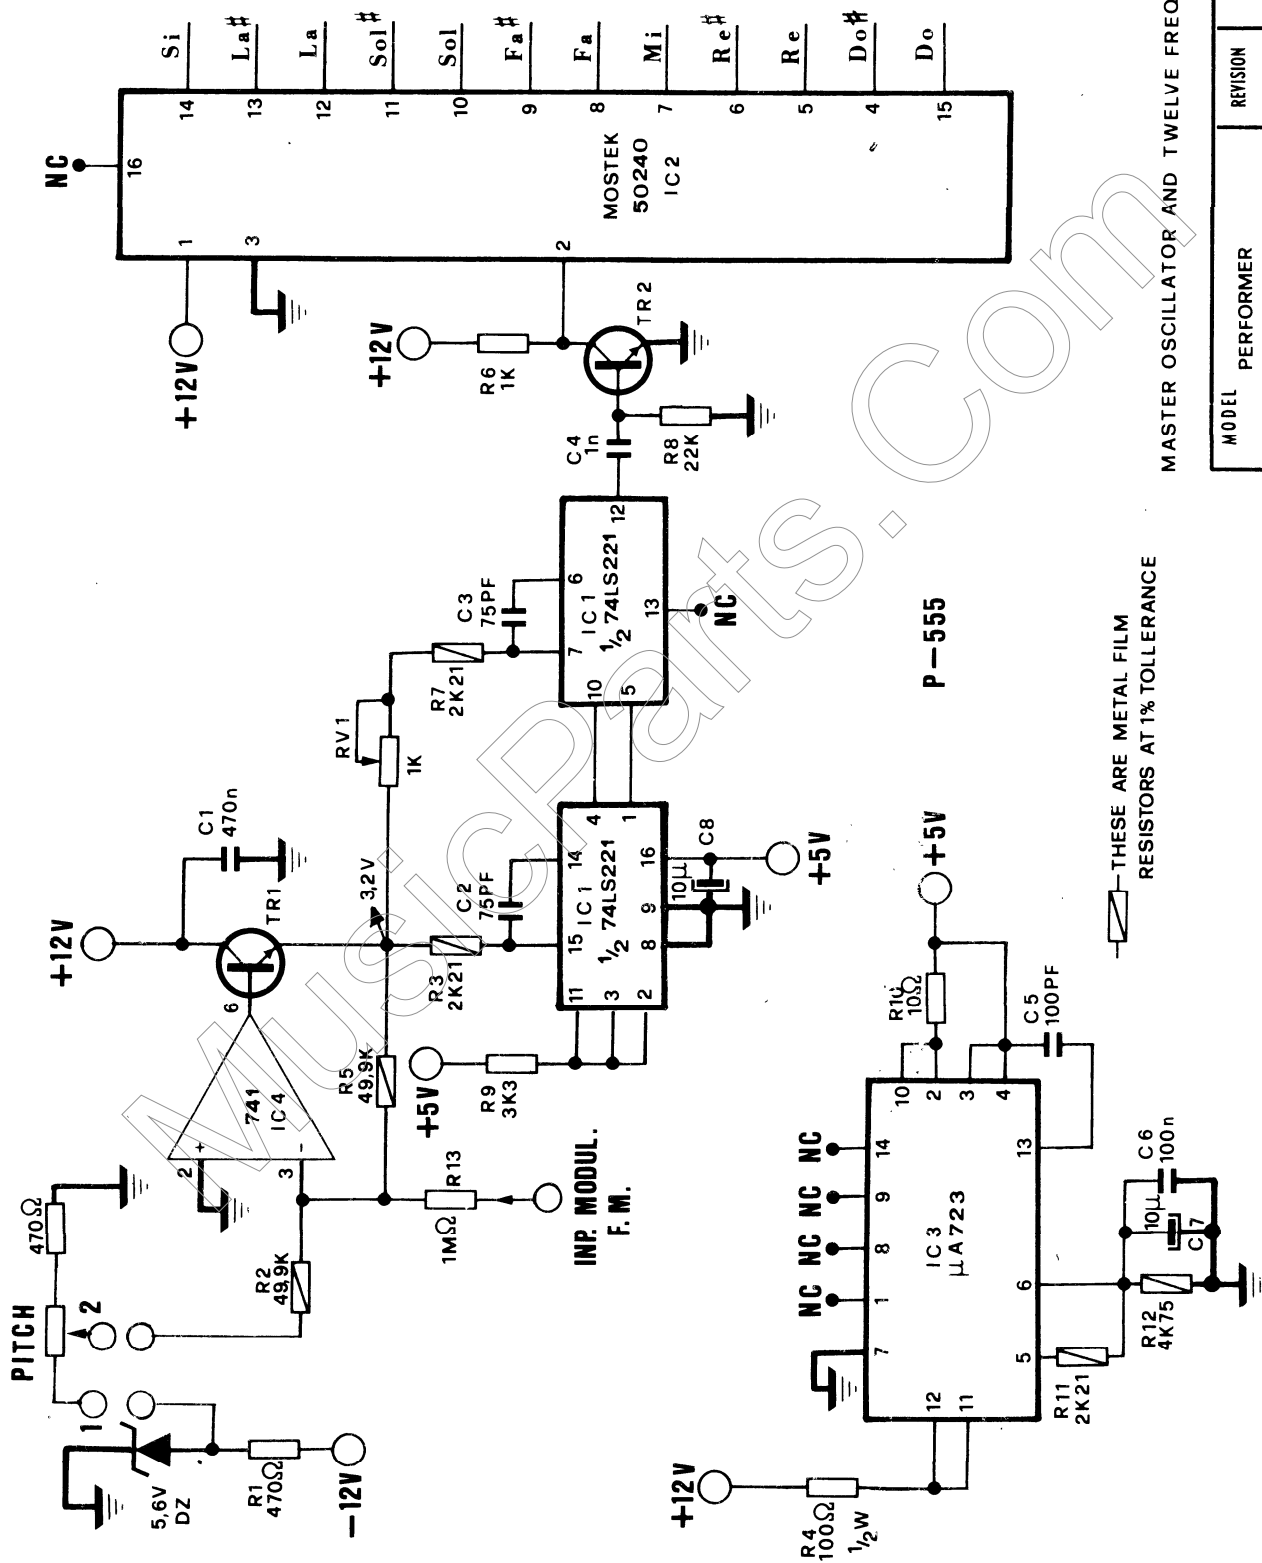 Si
La#
La
Sol#
Sol
Fa#
Fa
Mi
Re#
Re
Do#
Do
14
13
12
11
10
9
8
7
6
5
4
15
NC
16
MOSTEK
50240
IC2
1
3
2
+12V
+12V
R6
1K
TR2
C4
1n
R8
22K
12
6
7
IC1
½ 74LS221
13
NC
10
5
C3
75PF
R7
2K21
RV1
1K
+12V
C1
470n
TR1
3,2V
C2
75PF
R3
2K21
4
1
14
15
IC1
½ 74LS221
16
9
8
11
3
2
C8
10µ
+5V
R5
49,9K
+5V
R9
3K3
6
741
IC4
+
-
2
3
R13
1MΩ
INP. MODUL.
F. M.
470Ω
PITCH
2
1
R2
49,9K
5,6V
DZ
R1
470Ω
-12V
P-555
THESE ARE METAL FILM
RESISTORS AT 1% TOLLERANCE
+5V
R10
10Ω
C5
100PF
10
2
3
4
13
14
9
8
1
7
NC
NC
NC
NC
IC3
µA723
12
11
5
6
+12V
R4
100Ω
½W
R11
2K21
R12
4K75
10µ
C7
C6
100n
MASTER OSCILLATOR AND TWELVE FREQ
MODEL
PERFORMER
REVISION
MusicParts.Com